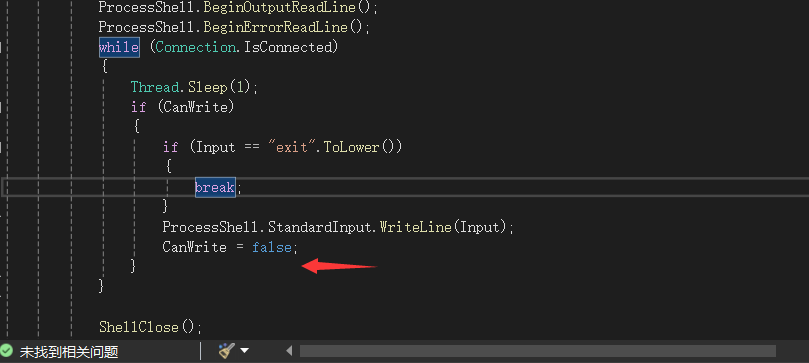 ProcessShell.BeginOutputReadLine();
ProcessShell.BeginErrorReadLine();
while (Connection.IsConnected)
{
Thread.Sleep(1);
if (CanWrite)
{
if (Input == "exit".ToLower())
{
break;
}
ProcessShell.StandardInput.WriteLine(Input);
CanWrite = false;
}
}
ShellClose();
未找到相关问题